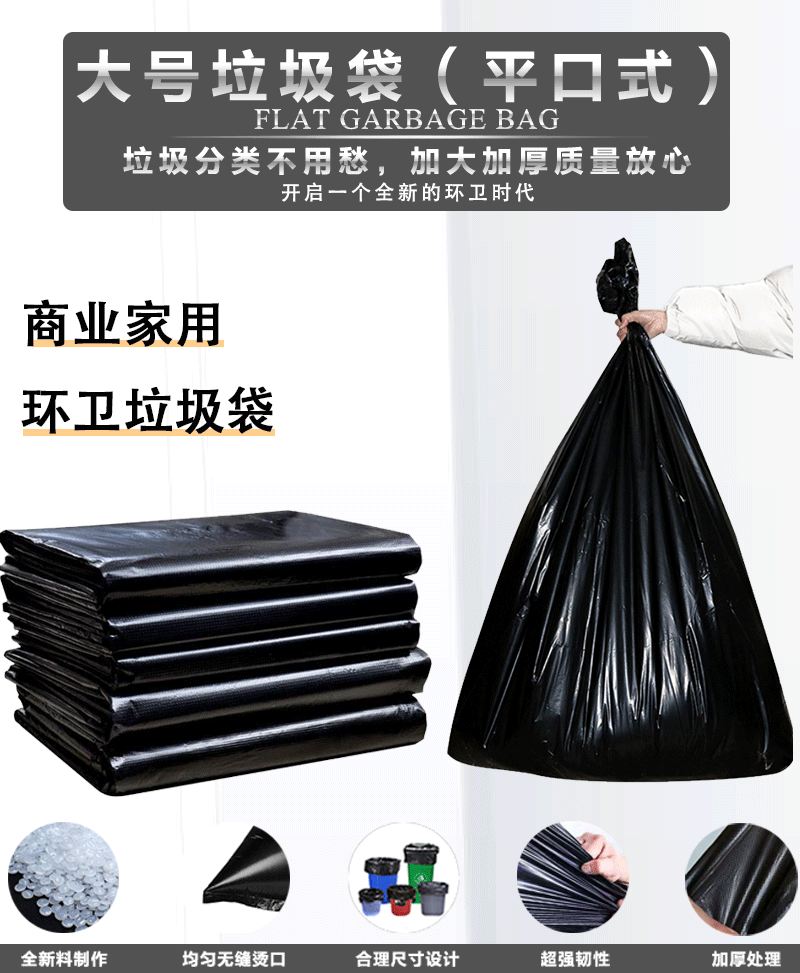 大号垃圾袋（平口式）
FLAT GARBAGE BAG
垃圾分类不用愁，加大加厚质量放心
开启一个全新的环卫时代
商业家用
环卫垃圾袋
全新料制作
均匀无缝烫口
合理尺寸设计
超强韧性
加厚处理